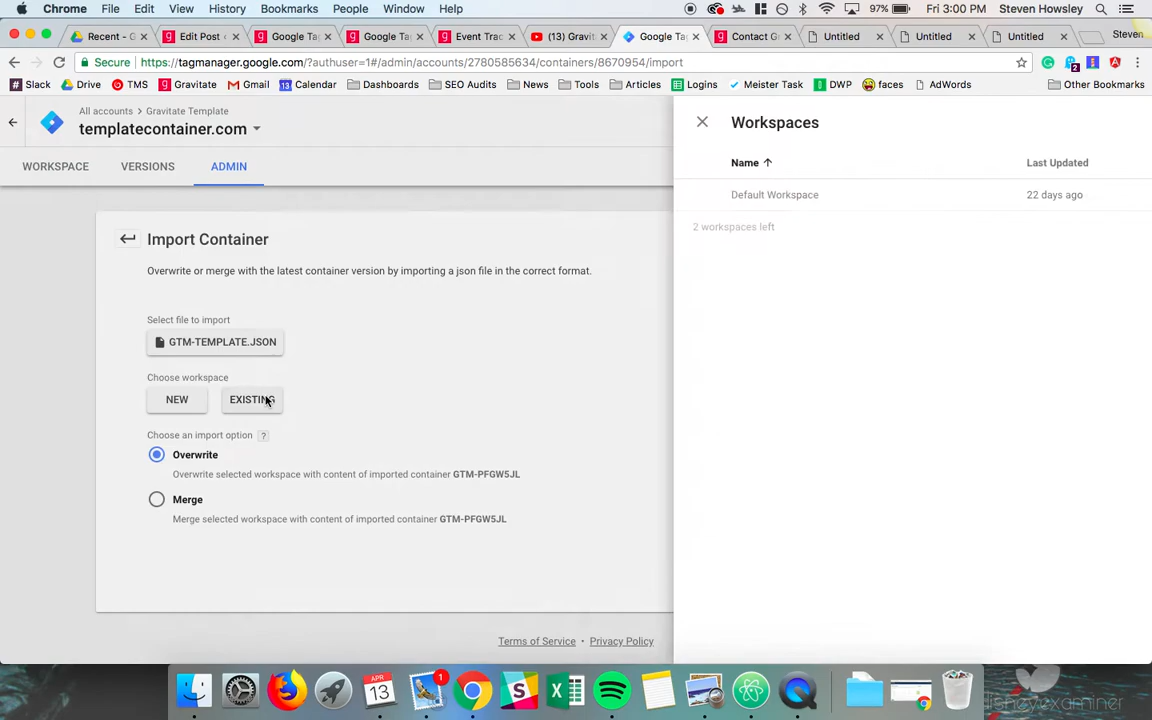 Chrome File Edit View History Bookmarks People Window Help 97% Fri 3:00 PM Steven Howsley
Recent - G Edit Post Google Ta Google Ta Event Trac (13) Gravit Google Ta Contact G Untitled Untitled Untitled Steven
Secure https://tagmanager.google.com/?authuser=1#/admin/accounts/2780585634/containers/8670954/import
2
Slack Drive TMS Gravitate Gmail 13 Calendar Dashboards SEO Audits News Tools Articles Logins Meister Task DWP faces AdWords Other Bookmarks
All accounts Gravitate Template
templatecontainer.com
WORKSPACE VERSIONS ADMIN
Import Container
Overwrite or merge with the latest container version by importing a json file in the correct format.
Select file to import
GTM-TEMPLATE.JSON
Choose workspace
NEW EXISTING
Choose an import option ?
Overwrite
Overwrite selected workspace with content of imported container GTM-PFGW5JL
Merge
Merge selected workspace with content of imported container GTM-PFGW5JL
Terms of Service • Privacy Policy
Workspaces
Name Last Updated
Default Workspace 22 days ago
2 workspaces left
APR
13
1